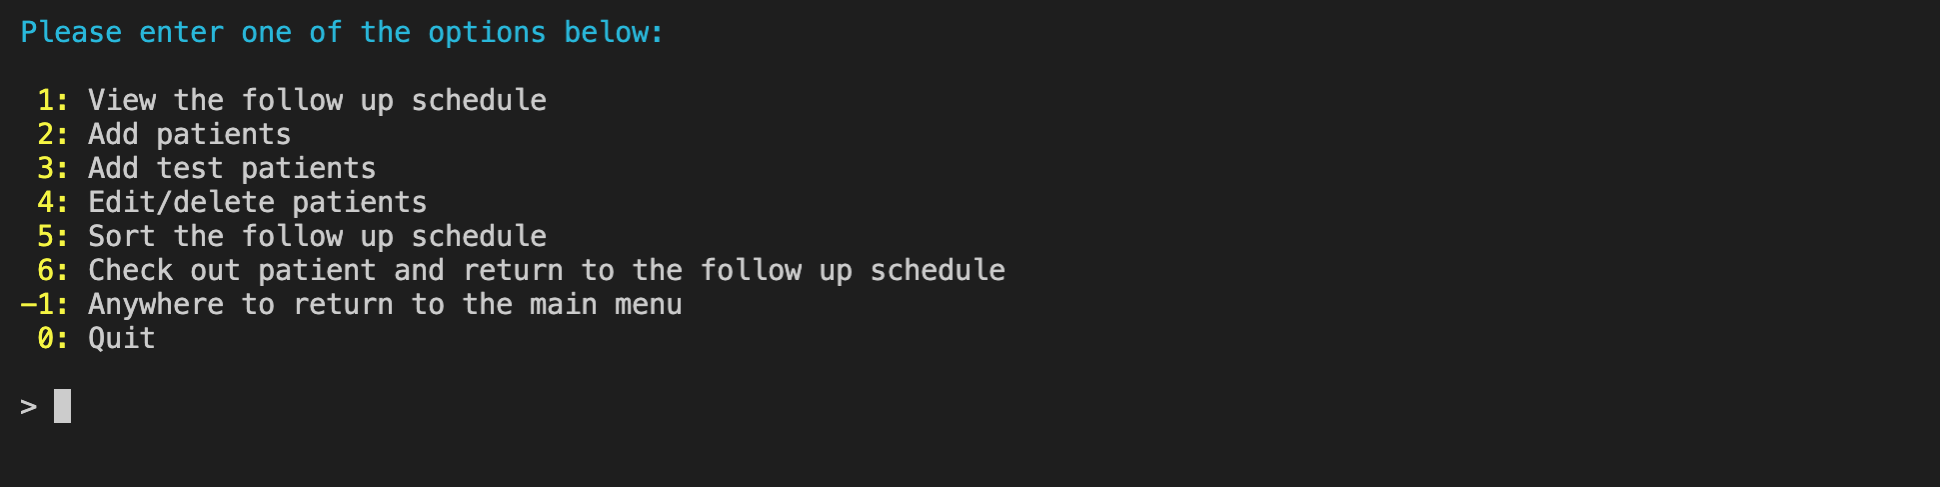 Please enter one of the options below:
1: View the follow up schedule
2: Add patients
3: Add test patients
4: Edit/delete patients
5: Sort the follow up schedule
6: Check out patient and return to the follow up schedule
-1: Anywhere to return to the main menu
0: Quit
>